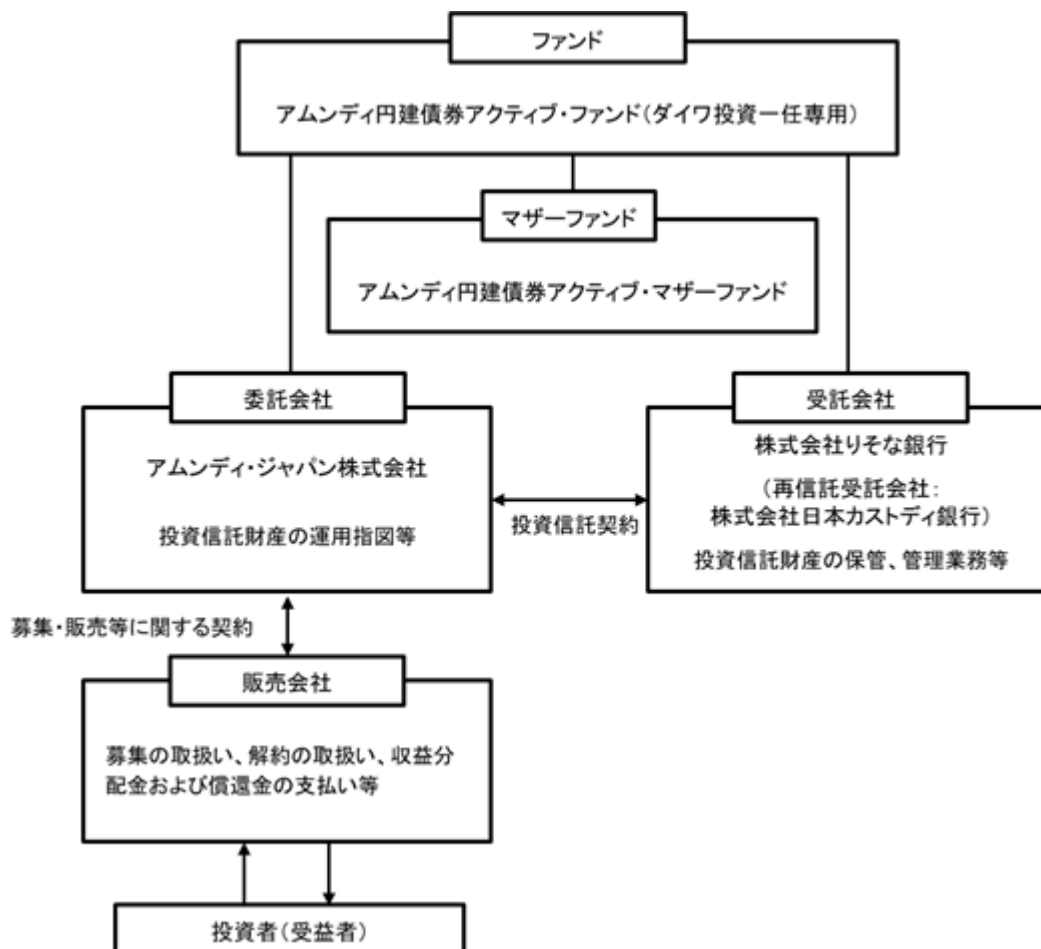 ファンド
アムンディ円建債券アクティブ・ファンド(ダイワ投資一任専用)
マザーファンド
アムンディ円建債券アクティブ・マザーファンド
委託会社
アムンディ・ジャパン株式会社
投資信託財産の運用指図等
投資信託契約
受託会社
株式会社りそな銀行
(再信託受託会社:
株式会社日本カストディ銀行)
投資信託財産の保管、管理業務等
募集・販売等に関する契約
販売会社
募集の取扱い、解約の取扱い、収益分
配金および償還金の支払い等
投資者(受益者)